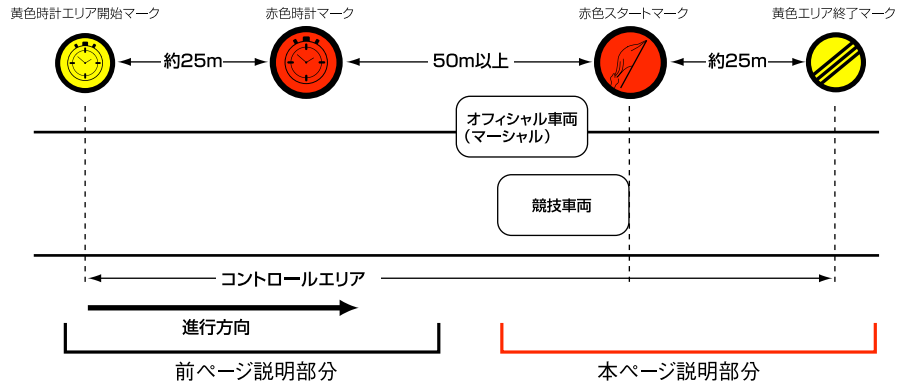 黄色時計エリア開始マーク
赤色時計マーク
赤色スタートマーク
黄色エリア終了マーク
約25m
50m以上
約25m
オフィシャル車両
（マーシャル）
競技車両
コントロールエリア
進行方向
前ページ説明部分
本ページ説明部分